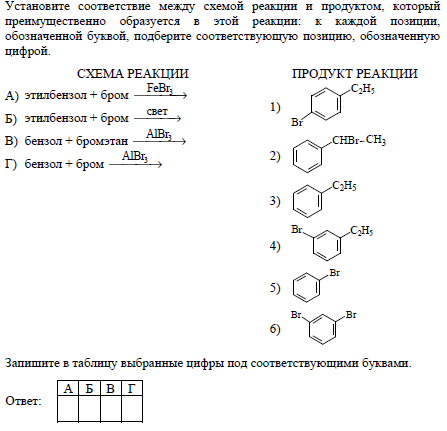 Установите соответствие между схемой реакции и продуктом, который
преимущественно образуется в этой реакции: к каждой позиции,
обозначенной буквой, подберите соответствующую позицию, обозначенную
цифрой.
СХЕМА РЕАКЦИИ
А) этилбензол + бром FeBr3
Б) этилбензол + бром свет
В) бензол + бромэтан AlBr3
Г) бензол + бром AlBr3
ПРОДУКТ РЕАКЦИИ
1) C2H5 Br
2) CHBr–CH3
3) C2H5
4) Br C2H5
5) Br
6) Br Br
Запишите в таблицу выбранные цифры под соответствующими буквами.
Ответ:
А Б В Г